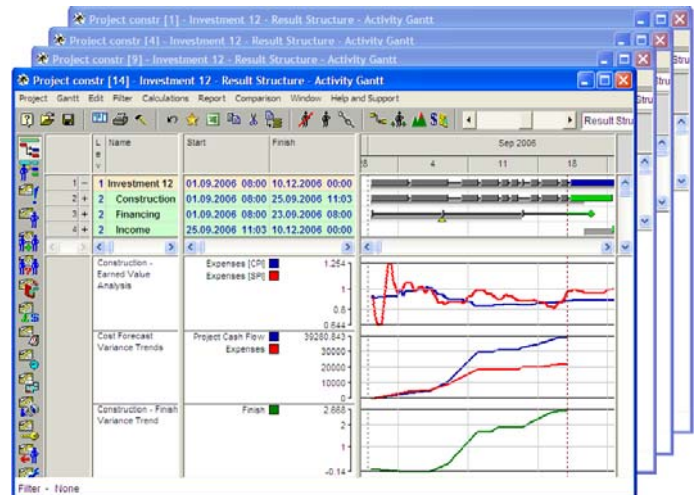 Project constr [1] - Investment 12 - Result Structure - Activity Gantt
Project constr [4] - Investment 12 - Result Structure - Activity Gantt
Project constr [9] - Investment 12 - Result Structure - Activity Gantt
Project constr [14] - Investment 12 - Result Structure - Activity Gantt
Project Gantt Edit Filter Calculations Report Comparison Window Help and Support
Result Stru
Lev Name Start Finish Sep 2006
4 11 18
1 - 1 Investment 12 01.09.2006 08:00 10.12.2006 00:00
2 + 2 Construction 01.09.2006 08:00 25.09.2006 11:03
3 + 2 Financing 01.09.2006 08:00 23.09.2006 08:00
4 + 2 Income 25.09.2006 11:03 10.12.2006 00:00
Construction - Expenses [CPI] 1.254
Earned Value Expenses [SPI] 1
Analysis
0.8
0.644
Cost Forecast Project Cash Flow 39280.843
Variance Trends Expenses 30000
20000
10000
0
Construction - Finish Finish 2.668
Variance Trend 2
1
-0.14
Filter - None